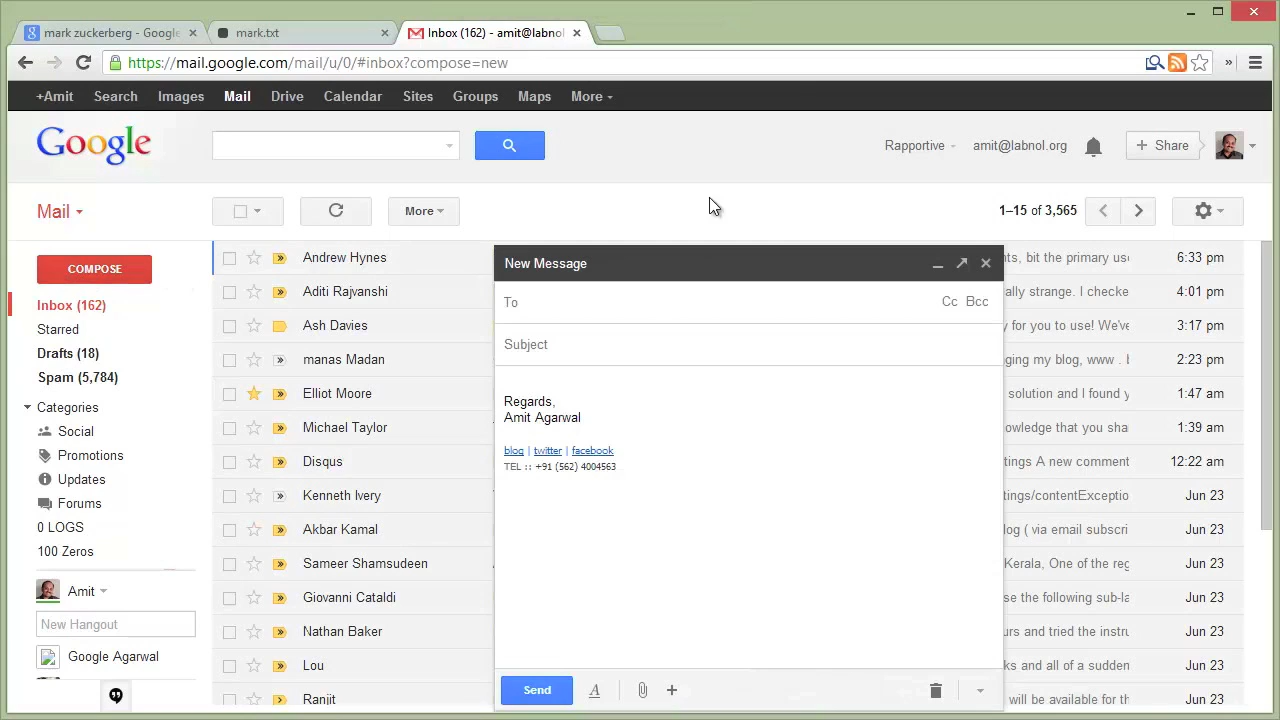 mark zuckerberg - Google
mark.txt
Inbox (162) - amit@labnol
https://mail.google.com/mail/u/0/#inbox?compose=new
+Amit Search Images Mail Drive Calendar Sites Groups Maps More
Google
Rapportive amit@labnol.org + Share
Mail
More
1–15 of 3,565
COMPOSE
Inbox (162)
Starred
Drafts (18)
Spam (5,784)
Categories
Social
Promotions
Updates
Forums
0 LOGS
100 Zeros
Amit
New Hangout
Google Agarwal
Andrew Hynes nts, bit the primary us 6:33 pm
Aditi Rajvanshi ally strange. I checke 4:01 pm
Ash Davies y for you to use! We've 3:17 pm
manas Madan ging my blog, www . b 2:23 pm
Elliot Moore solution and I found y 1:47 am
Michael Taylor owledge that you sha 1:39 am
Disqus tings A new comment 12:22 am
Kenneth Ivery tings/contentExceptio Jun 23
Akbar Kamal log ( via email subscri Jun 23
Sameer Shamsudeen Kerala, One of the reg Jun 23
Giovanni Cataldi se the following sub-la Jun 23
Nathan Baker urs and tried the instru Jun 23
Lou ks and all of a sudden Jun 23
Ranjit will be available for th Jun 23
New Message
To Cc Bcc
Subject
Regards,
Amit Agarwal
blog | twitter | facebook
TEL :: +91 (562) 4004563
Send